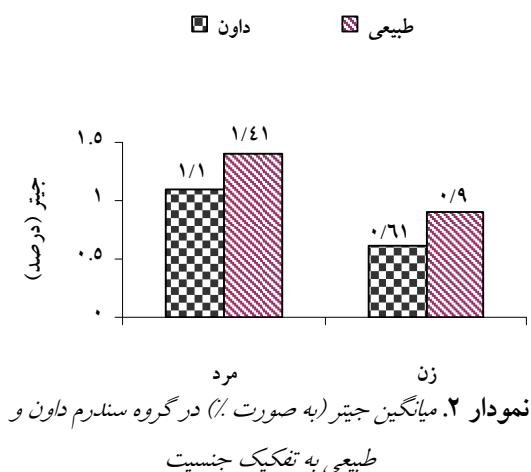 طبیعی داون
۱/۴۱
۱/۱
۰/۹
۰/۶۱
۱.۵
۱
۰.۵
۰
جیتر (درصد)
مرد زن
نمودار ۲. میانگین جیتر (به صورت ٪) در گروه سندرم داون و
طبیعی به تفکیک جنسیت